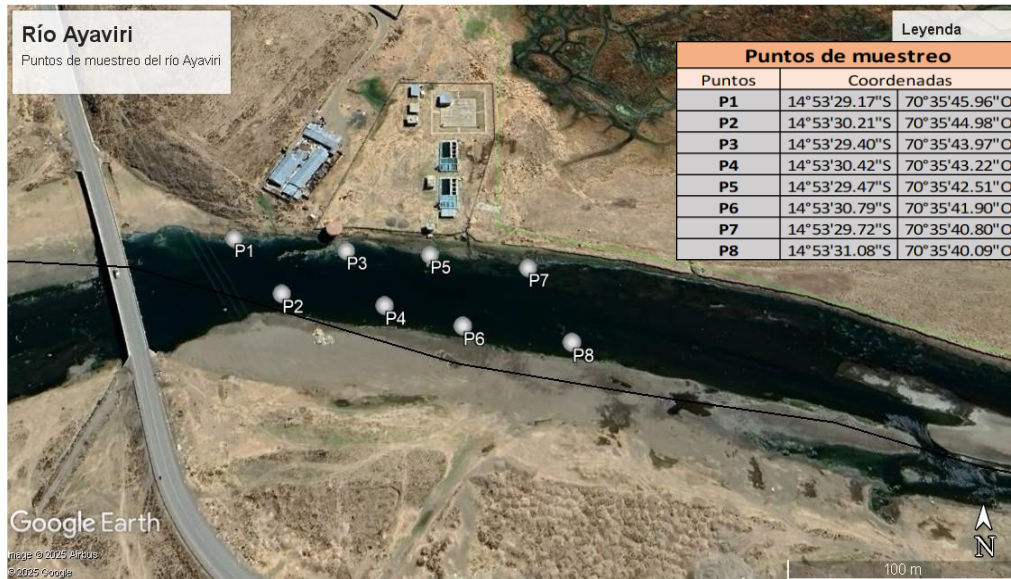 Río Ayaviri
Puntos de muestreo del río Ayaviri
Leyenda
Puntos de muestreo
Puntos Coordenadas
P1 14°53'29.17"S 70°35'45.96"O
P2 14°53'30.21"S 70°35'44.98"O
P3 14°53'29.40"S 70°35'43.97"O
P4 14°53'30.42"S 70°35'43.22"O
P5 14°53'29.47"S 70°35'42.51"O
P6 14°53'30.79"S 70°35'41.90"O
P7 14°53'29.72"S 70°35'40.80"O
P8 14°53'31.08"S 70°35'40.09"O
P1
P3
P5
P7
P2
P4
P6
P8
Google Earth
Image © 2025 Airbus
© 2025 Google
N
100 m